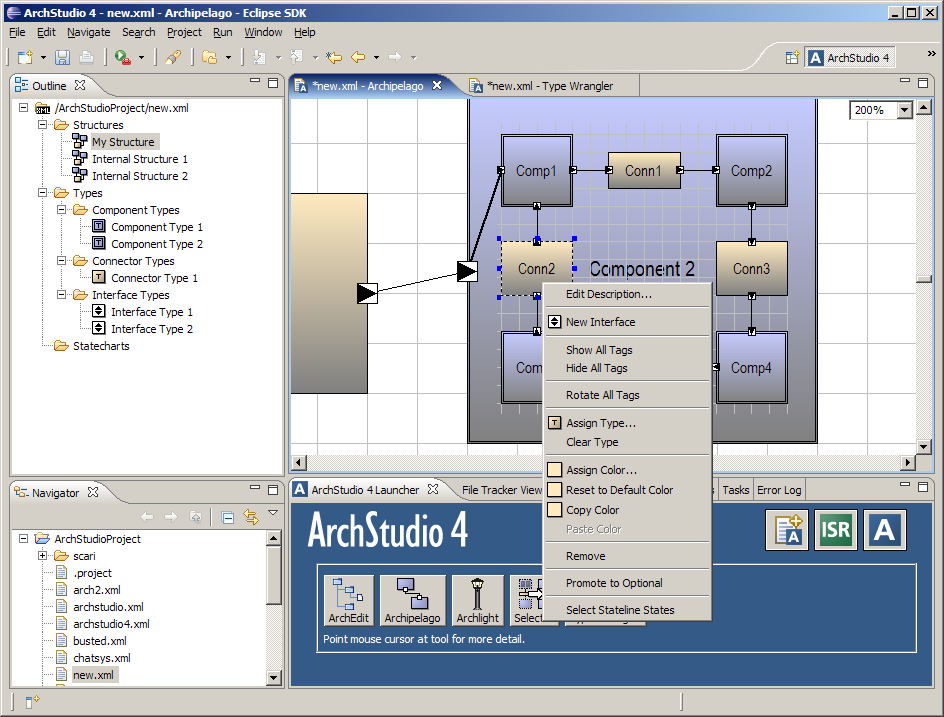 ArchStudio 4 - new.xml - Archipelago - Eclipse SDK
File Edit Navigate Search Project Run Window Help
ArchStudio 4
Outline
/ArchStudioProject/new.xml
Structures
My Structure
Internal Structure 1
Internal Structure 2
Types
Component Types
Component Type 1
Component Type 2
Connector Types
Connector Type 1
Interface Types
Interface Type 1
Interface Type 2
Statecharts
*new.xml - Archipelago
*new.xml - Type Wrangler
200%
Comp1 Conn1 Comp2
Conn2 Component 2 Conn3
Comp4
Edit Description...
New Interface
Show All Tags
Hide All Tags
Rotate All Tags
Assign Type...
Clear Type
Assign Color...
Reset to Default Color
Copy Color
Paste Color
Remove
Promote to Optional
Select Stateline States
Navigator
ArchStudioProject
scari
.project
arch2.xml
archstudio.xml
archstudio4.xml
busted.xml
chatsys.xml
new.xml
ArchStudio 4 Launcher File Tracker View Tasks Error Log
ArchStudio 4
ISR A
ArchEdit Archipelago Archlight
Point mouse cursor at tool for more detail.